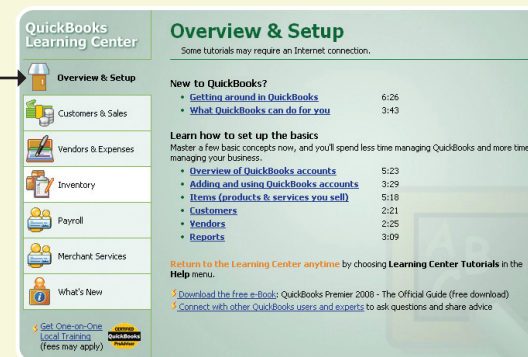 QuickBooks
Learning Center
Overview & Setup
Customers & Sales
Vendors & Expenses
Inventory
Payroll
Merchant Services
What's New
Get One-on-One
Local Training
(fees may apply)
CERTIFIED
QuickBooks
ProAdvisor
Overview & Setup
Some tutorials may require an Internet connection.
New to QuickBooks?
• Getting around in QuickBooks 6:26
• What QuickBooks can do for you 3:43
Learn how to set up the basics
Master a few basic concepts now, and you'll spend less time managing QuickBooks and more time
managing your business.
• Overview of QuickBooks accounts 5:23
• Adding and using QuickBooks accounts 3:29
• Items (products & services you sell) 5:18
• Customers 2:21
• Vendors 2:25
• Reports 3:09
Return to the Learning Center anytime by choosing Learning Center Tutorials in the
Help menu.
Download the free e-Book: QuickBooks Premier 2008 - The Official Guide (free download)
Connect with other QuickBooks users and experts to ask questions and share advice